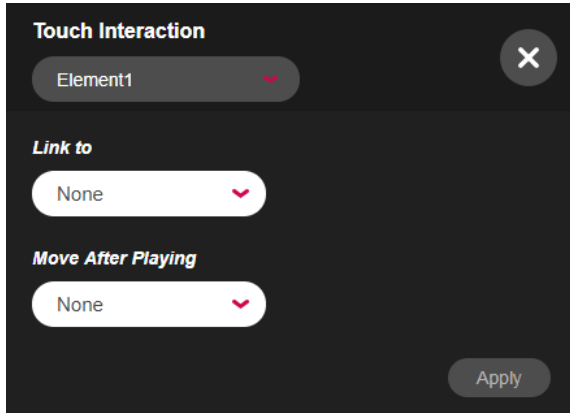 Touch Interaction
Element1
Link to
None
Move After Playing
None
Apply